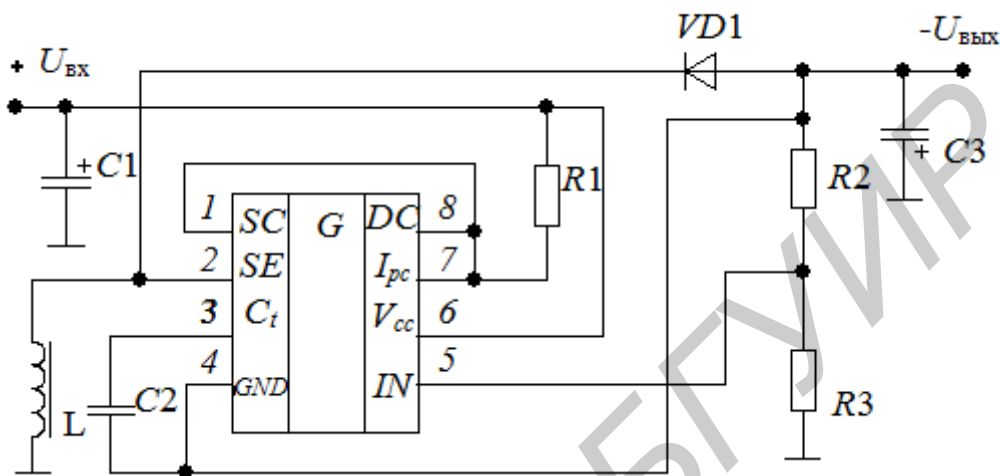 VD1
-Uвых
+ Uвх
+ C1
R1
R2
+ C3
1 SC G DC 8
2 SE Ipc 7
3 Ct Vcc 6
4 GND IN 5
L
C2
R3
БГУИР